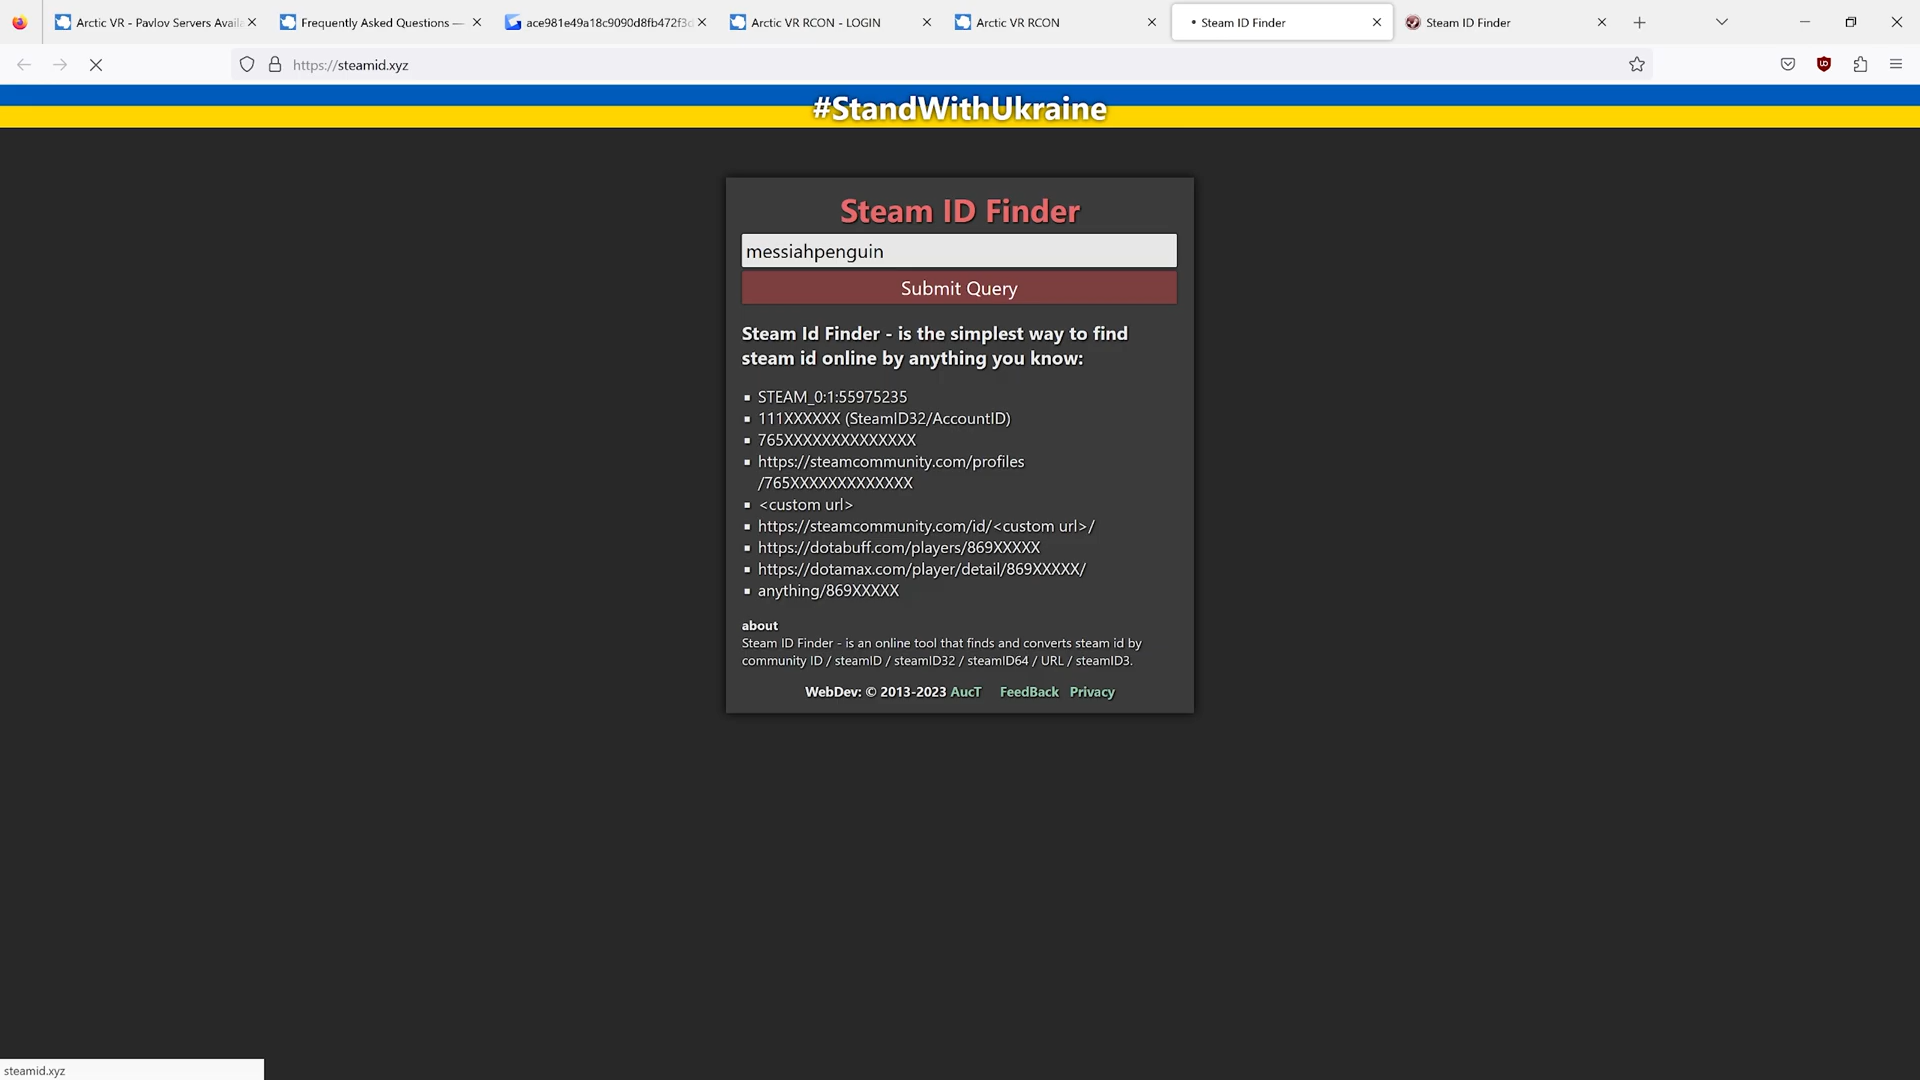 Arctic VR - Pavlov Servers Avail
Frequently Asked Questions —
ace981e49a18c9090d8fb472f3d
Arctic VR RCON - LOGIN
Arctic VR RCON
Steam ID Finder
Steam ID Finder
https://steamid.xyz
#StandWithUkraine
Steam ID Finder
messiahpenguin
Submit Query
Steam Id Finder - is the simplest way to find
steam id online by anything you know:
STEAM_0:1:55975235
111XXXXXX (SteamID32/AccountID)
765XXXXXXXXXXXXXX
https://steamcommunity.com/profiles
/765XXXXXXXXXXXXXX
<custom url>
https://steamcommunity.com/id/<custom url>/
https://dotabuff.com/players/869XXXXX
https://dotamax.com/player/detail/869XXXXX/
anything/869XXXXX
about
Steam ID Finder - is an online tool that finds and converts steam id by
community ID / steamID / steamID32 / steamID64 / URL / steamID3.
WebDev: © 2013-2023 AucT FeedBack Privacy
steamid.xyz